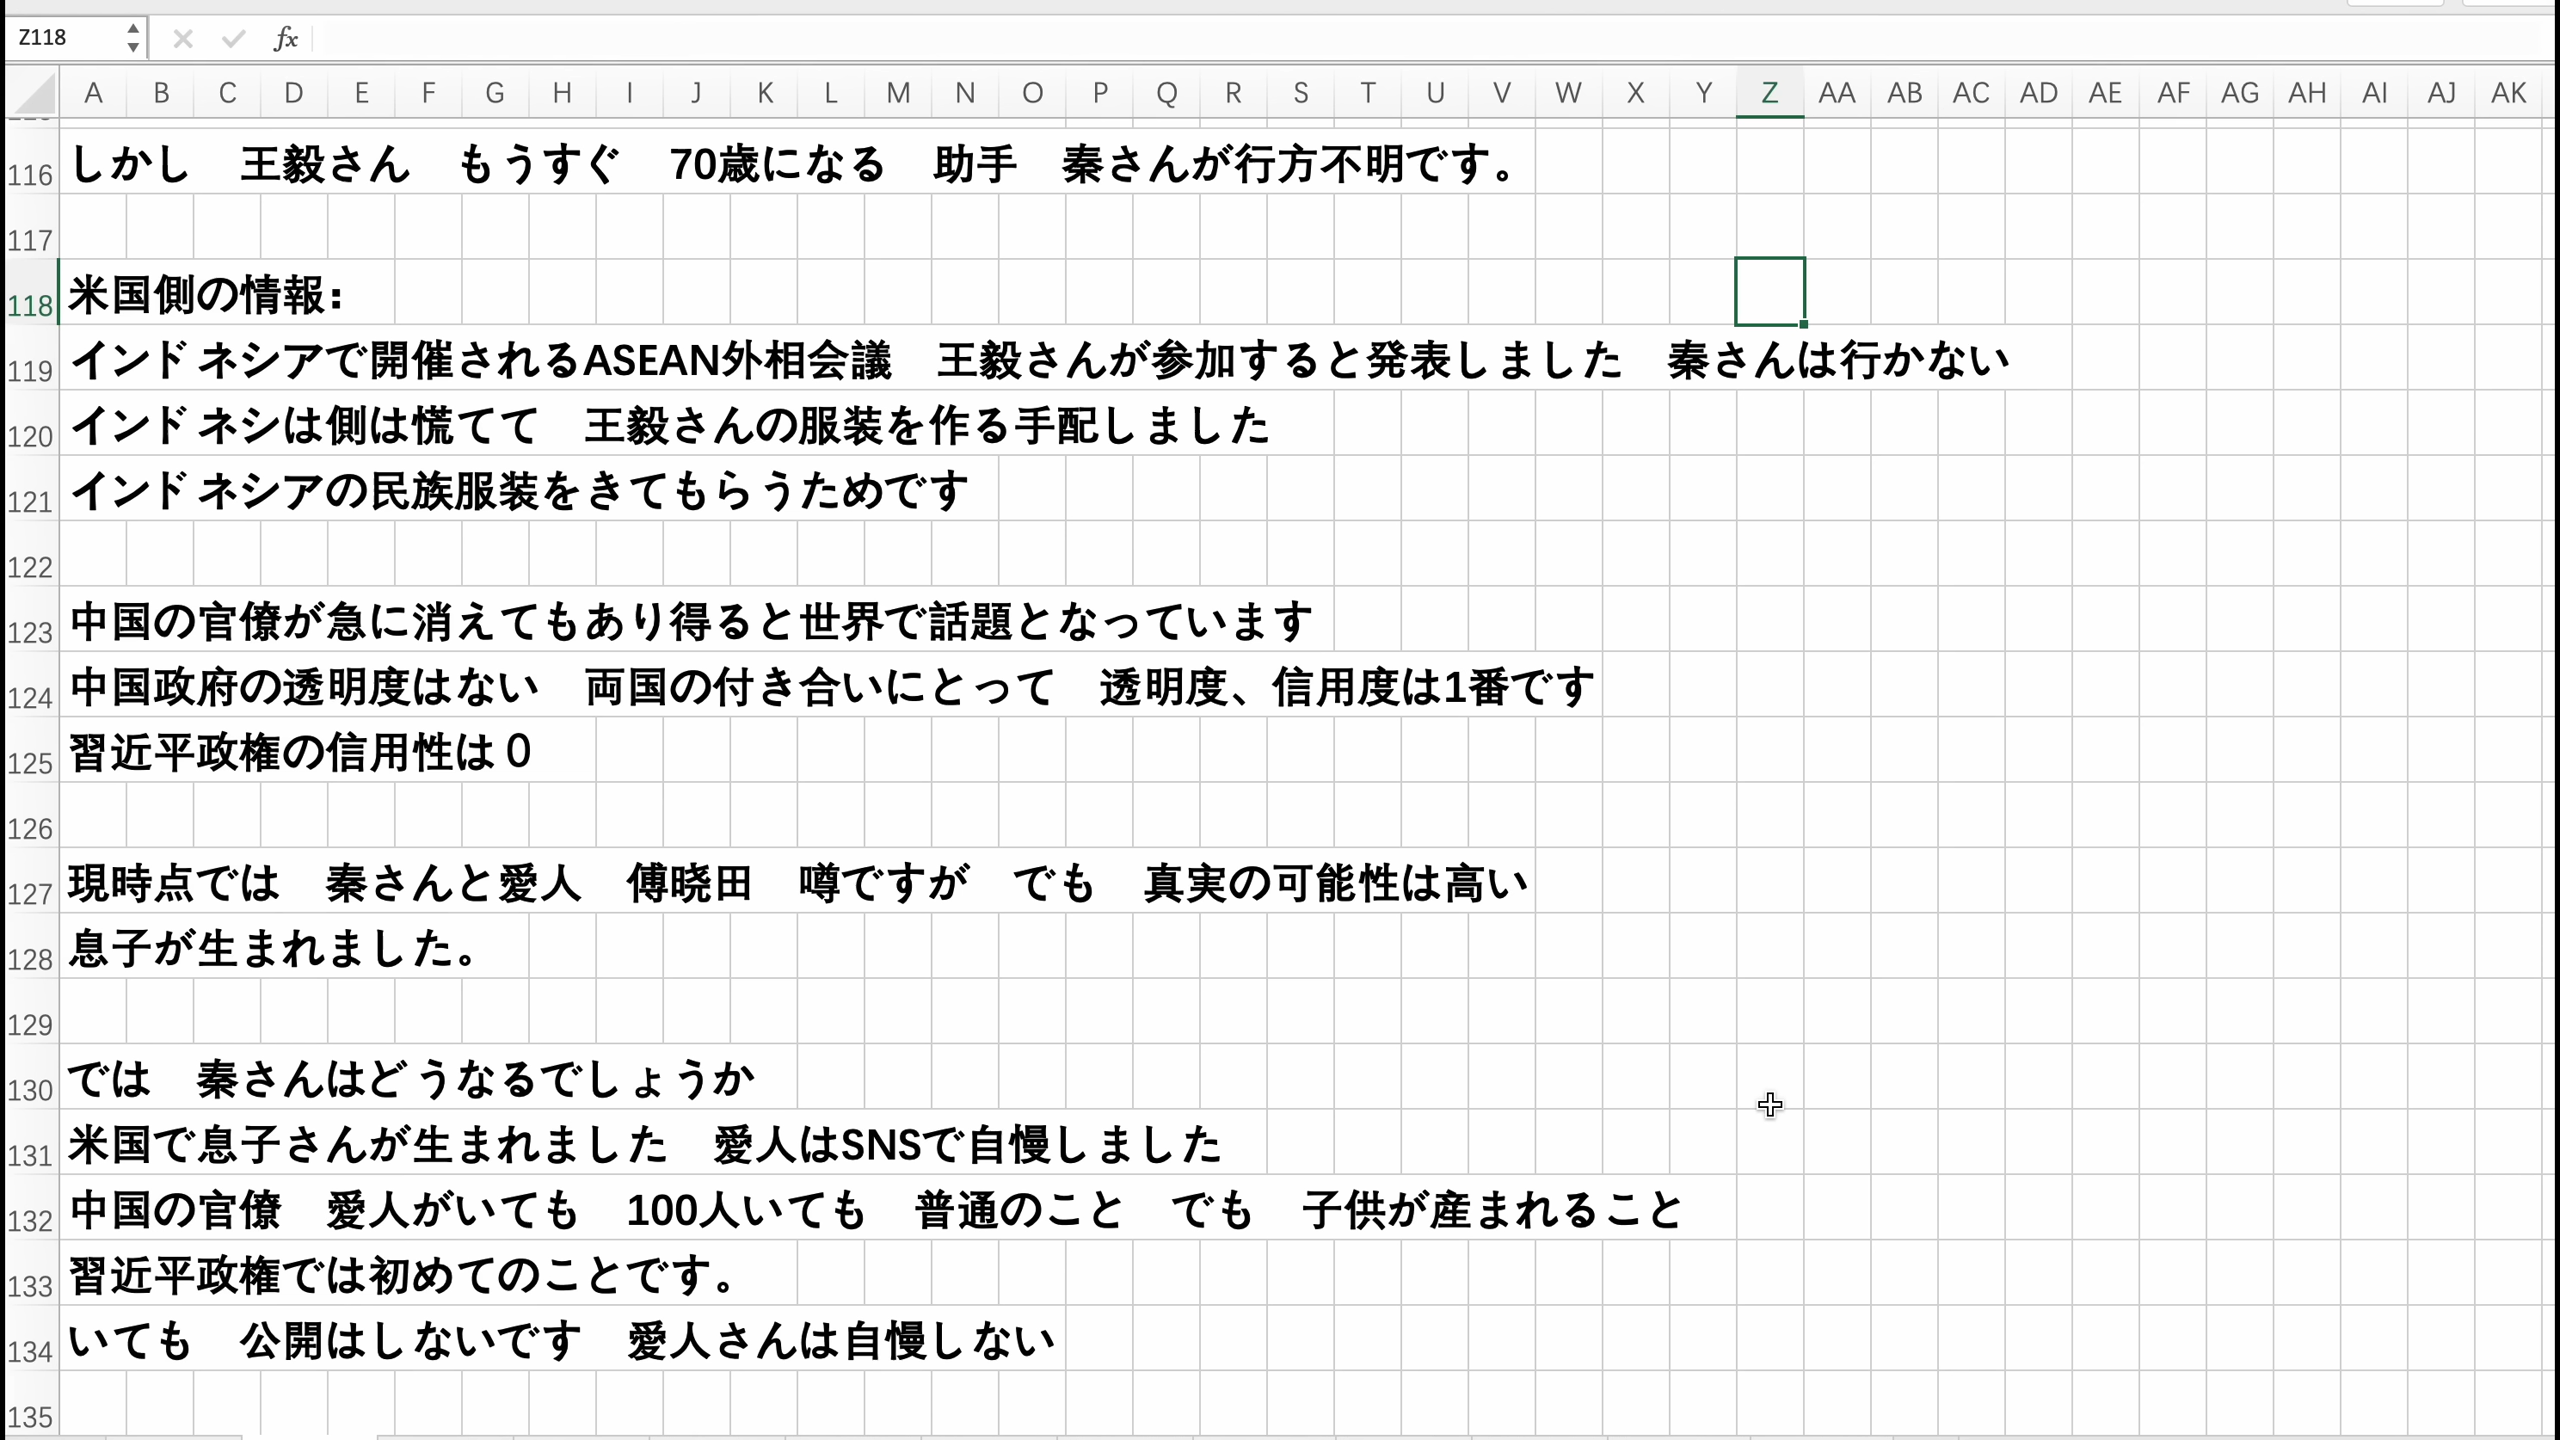 Z118
fx
A B C D E F G H I J K L M N O P Q R S T U V W X Y Z AA AB AC AD AE AF AG AH AI AJ AK
116 しかし　王毅さん　もうすぐ　70歳になる　助手　秦さんが行方不明です。
117
118 米国側の情報:
119 インドネシアで開催されるASEAN外相会議　王毅さんが参加すると発表しました　秦さんは行かない
120 インドネシは側は慌てて　王毅さんの服装を作る手配しました
121 インドネシアの民族服装をきてもらうためです
122
123 中国の官僚が急に消えてもあり得ると世界で話題となっています
124 中国政府の透明度はない　両国の付き合いにとって　透明度、信用度は1番です
125 習近平政権の信用性は０
126
127 現時点では　秦さんと愛人　傅晓田　噂ですが　でも　真実の可能性は高い
128 息子が生まれました。
129
130 では　秦さんはどうなるでしょうか
131 米国で息子さんが生まれました　愛人はSNSで自慢しました
132 中国の官僚　愛人がいても　100人いても　普通のこと　でも　子供が産まれること
133 習近平政権では初めてのことです。
134 いても　公開はしないです　愛人さんは自慢しない
135